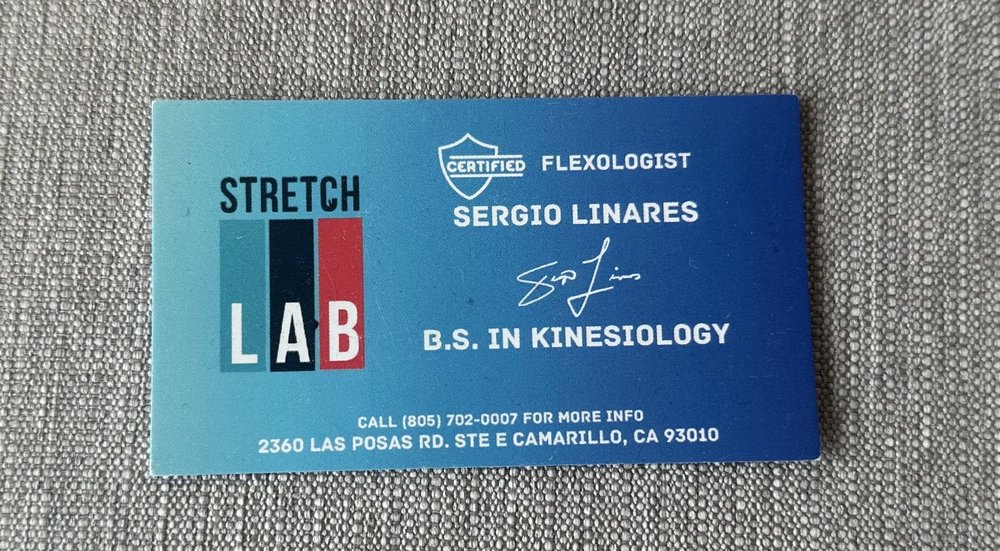 STRETCH
LAB
CERTIFIED FLEXOLOGIST
SERGIO LINARES
B.S. IN KINESIOLOGY
CALL (805) 702-0007 FOR MORE INFO
2360 LAS POSAS RD. STE E CAMARILLO, CA 93010